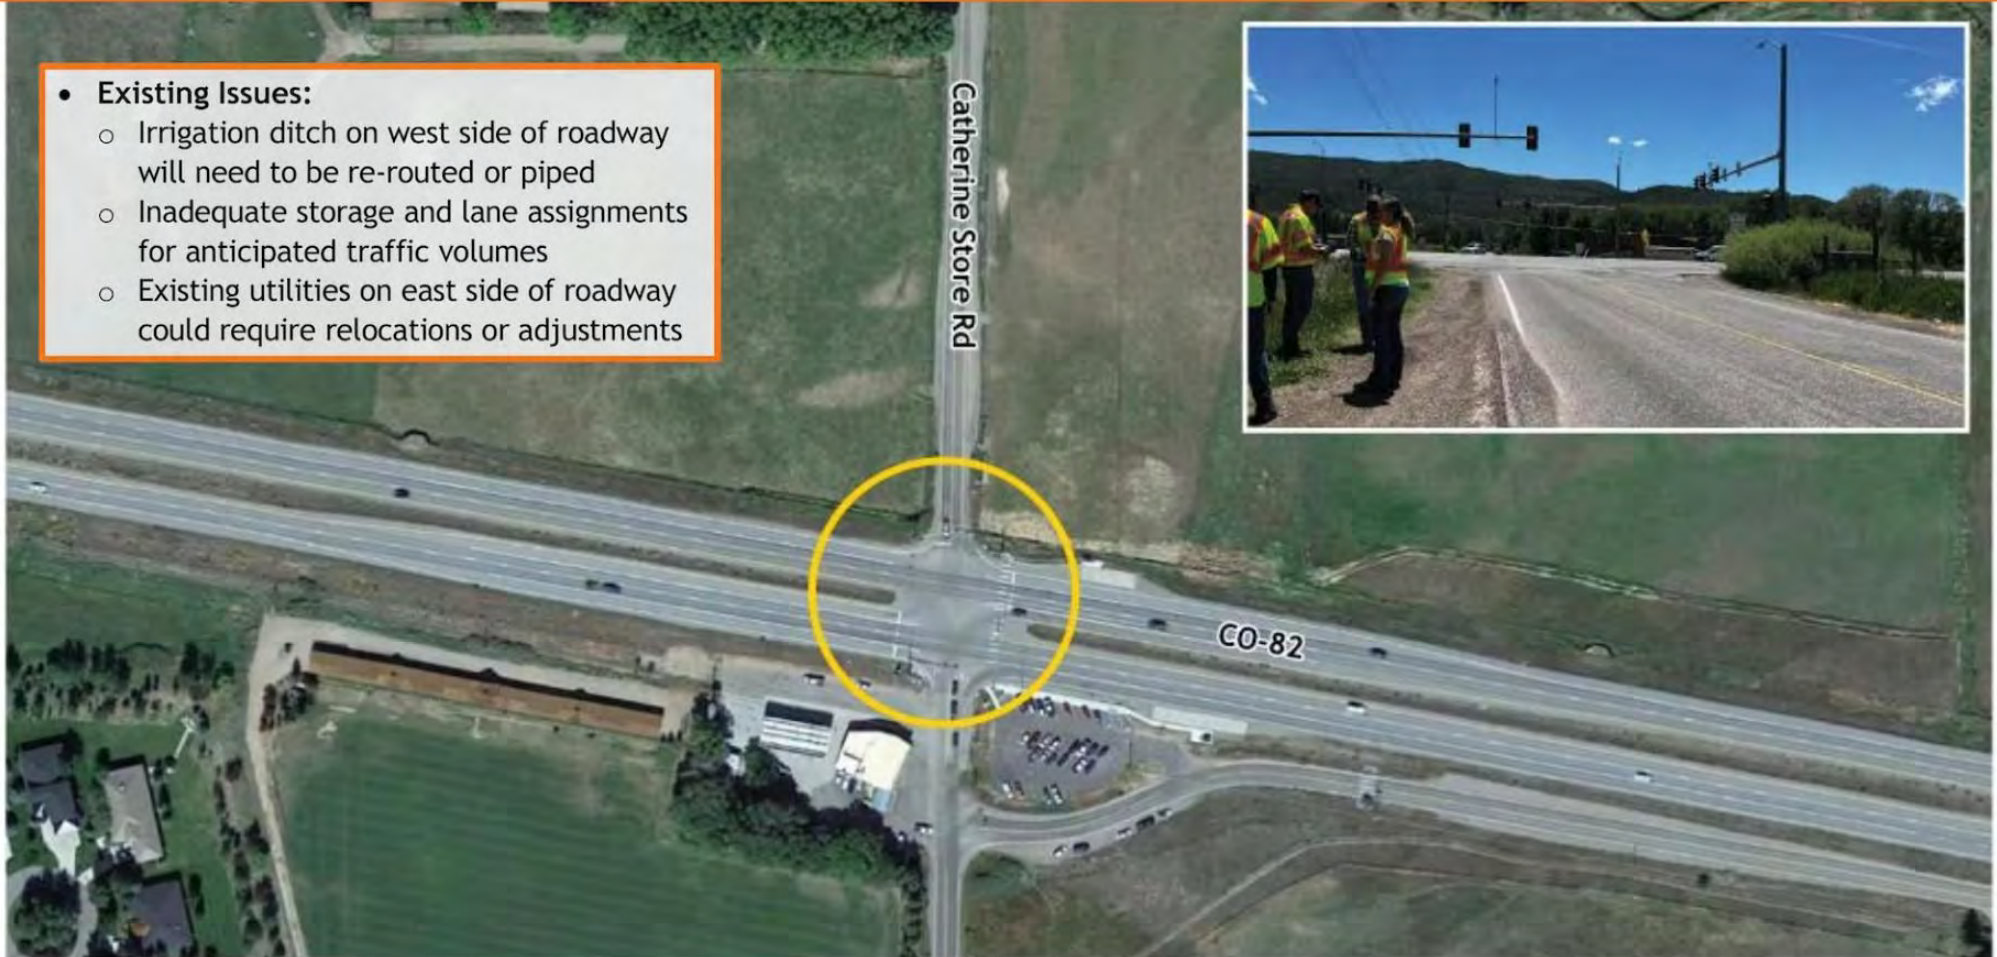 • Existing Issues:
○ Irrigation ditch on west side of roadway
will need to be re-routed or piped
○ Inadequate storage and lane assignments
for anticipated traffic volumes
○ Existing utilities on east side of roadway
could require relocations or adjustments
Catherine Store Rd
CO-82